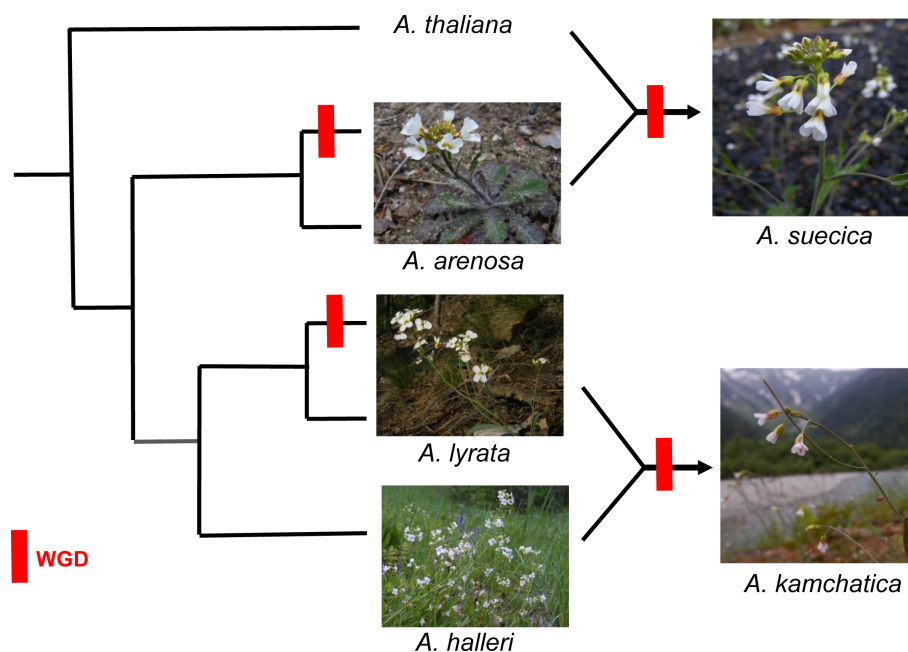 A. thaliana
A. arenosa
A. suecica
A. lyrata
A. halleri
A. kamchatica
WGD